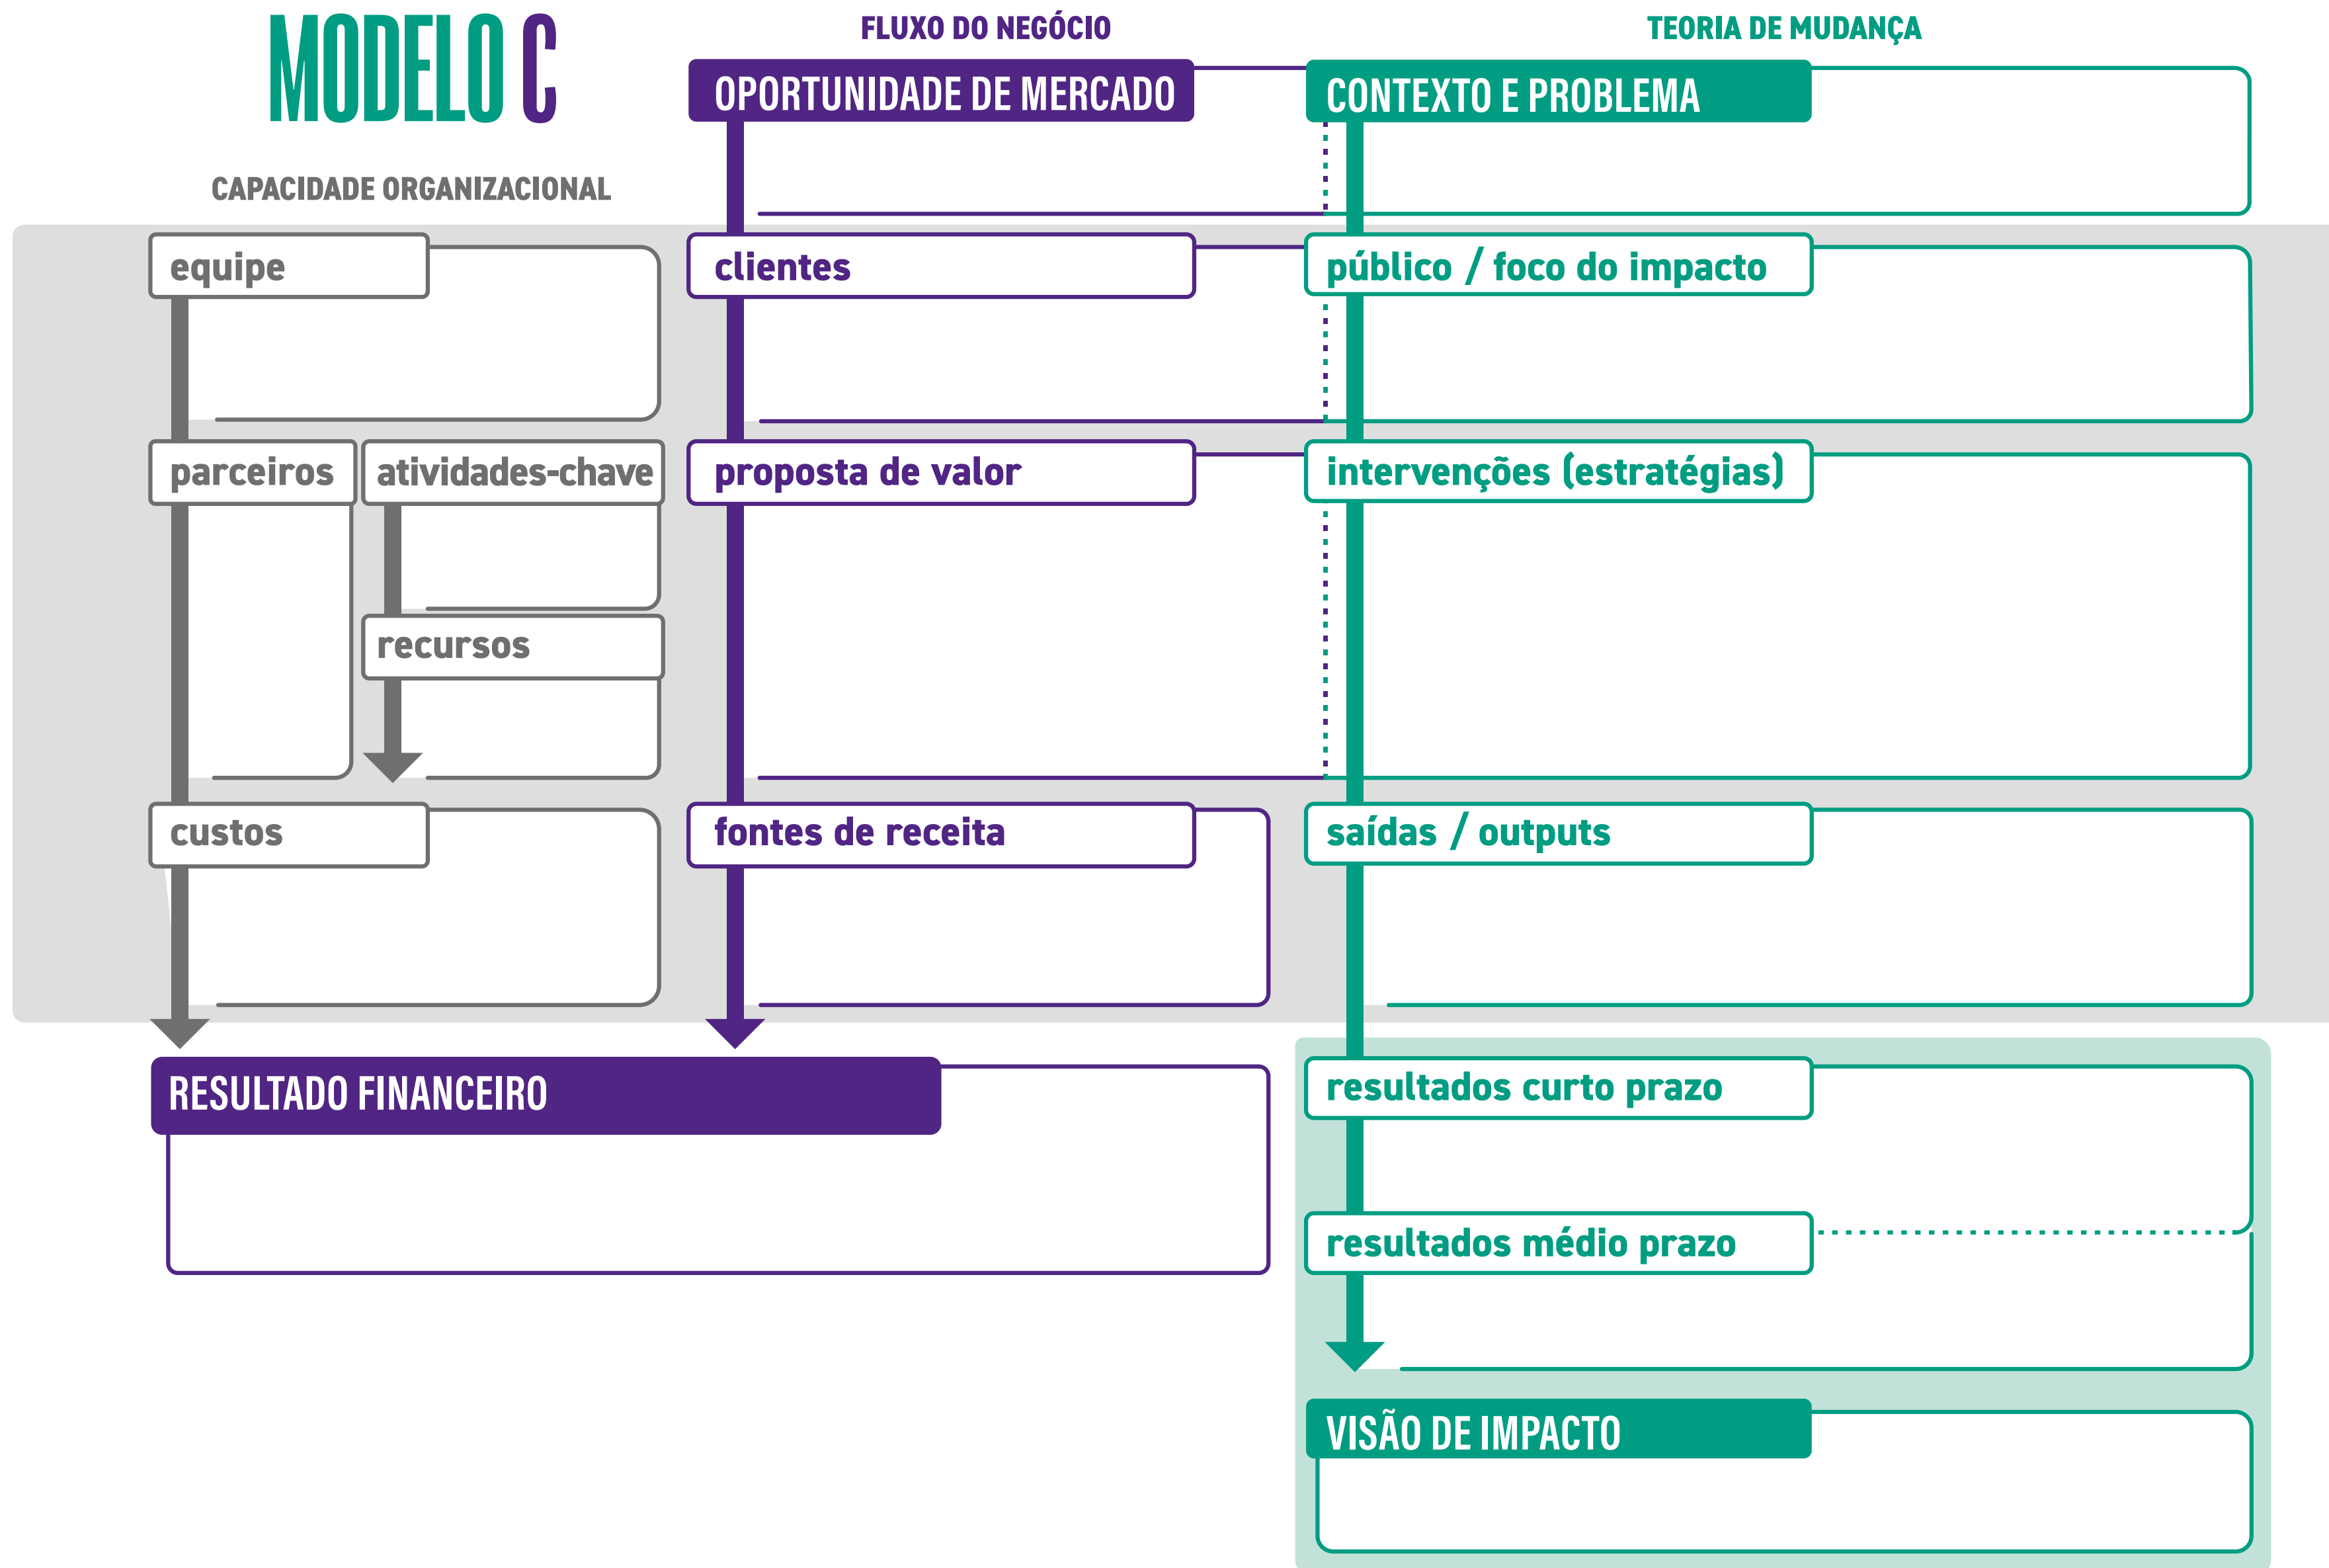 MODELO C
FLUXO DO NEGÓCIO
TEORIA DE MUDANÇA
OPORTUNIDADE DE MERCADO
CONTEXTO E PROBLEMA
CAPACIDADE ORGANIZACIONAL
equipe
clientes
público / foco do impacto
parceiros
atividades-chave
proposta de valor
intervenções (estratégias)
recursos
custos
fontes de receita
saídas / outputs
RESULTADO FINANCEIRO
resultados curto prazo
resultados médio prazo
VISÃO DE IMPACTO